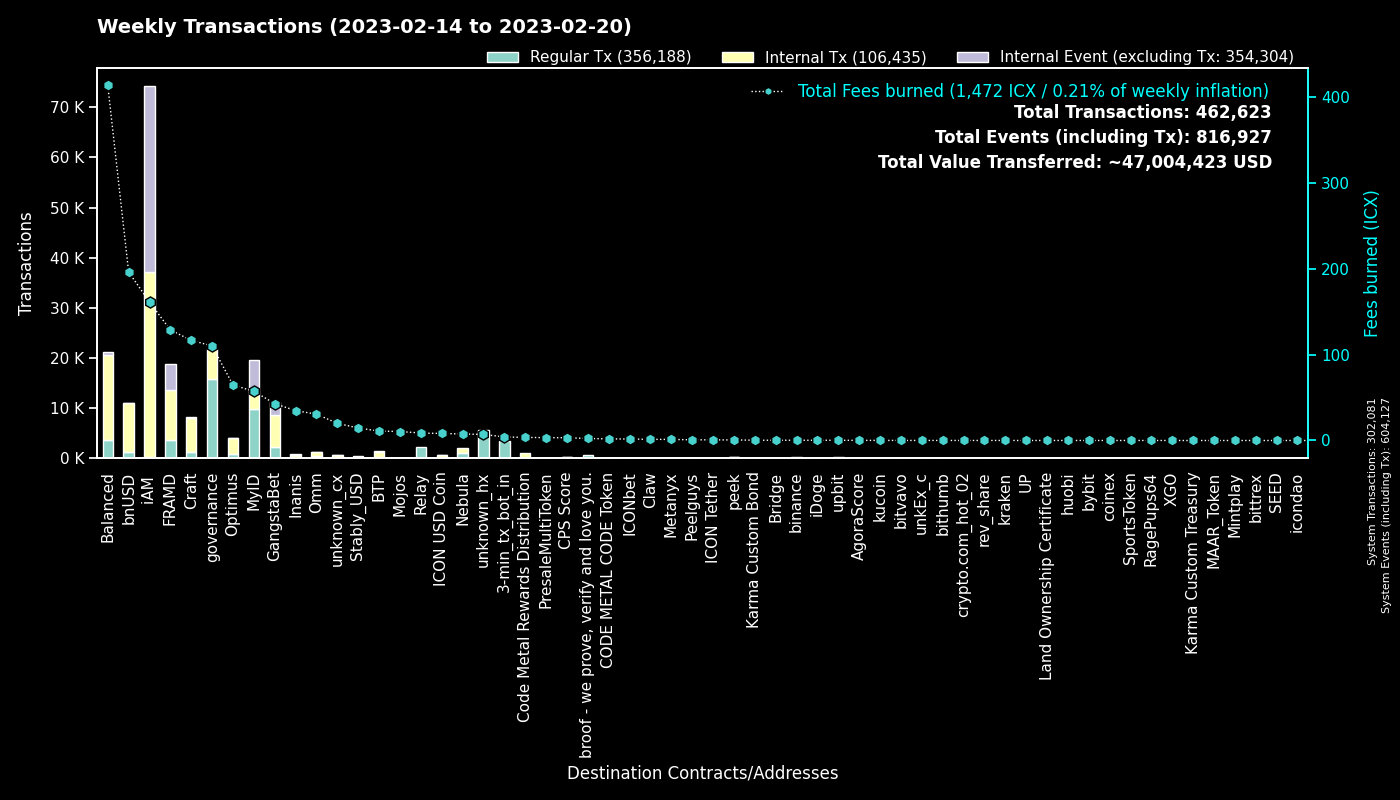 Weekly Transactions (2023-02-14 to 2023-02-20)
Regular Tx (356,188)
Internal Tx (106,435)
Internal Event (excluding Tx: 354,304)
Total Fees burned (1,472 ICX / 0.21% of weekly inflation)
Total Transactions: 462,623
Total Events (including Tx): 816,927
Total Value Transferred: ~47,004,423 USD
Transactions
70 K
60 K
50 K
40 K
30 K
20 K
10 K
0 K
400
300
200
100
0
Fees burned (ICX)
System Transactions: 302,081
System Events (including Tx): 604,127
Balanced
bnUSD
iAM
FRAMD
Craft
governance
Optimus
MyID
GangstaBet
Inanis
Omm
unknown_cx
Stably_USD
BTP
Mojos
Relay
ICON USD Coin
Nebula
unknown_hx
3-min_tx_bot_in
Code Metal Rewards Distribution
PresaleMultiToken
CPS Score
broof - we prove, verify and love you.
CODE METAL CODE Token
ICONbet
Claw
Metanyx
Peelguys
ICON Tether
peek
Karma Custom Bond
Bridge
binance
iDoge
upbit
AgoraScore
kucoin
bitvavo
unkEx_c
bithumb
crypto.com_hot_02
rev_share
kraken
UP
Land Ownership Certificate
huobi
bybit
coinex
SportsToken
RagePups64
XGO
Karma Custom Treasury
MAAR_Token
Mintplay
bittrex
SEED
icondao
Destination Contracts/Addresses